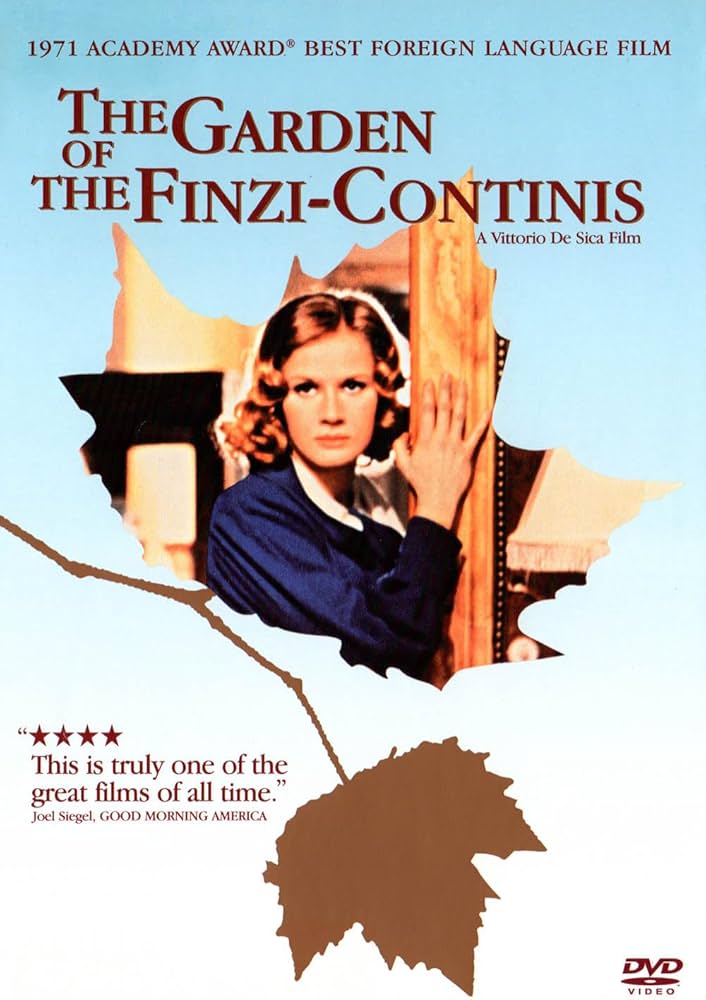 1971 ACADEMY AWARD® BEST FOREIGN LANGUAGE FILM
THE GARDEN
OF
THE FINZI-CONTINIS
A Vittorio De Sica Film
“★★★★
This is truly one of the
great films of all time.”
Joel Siegel, GOOD MORNING AMERICA
DVD
VIDEO™